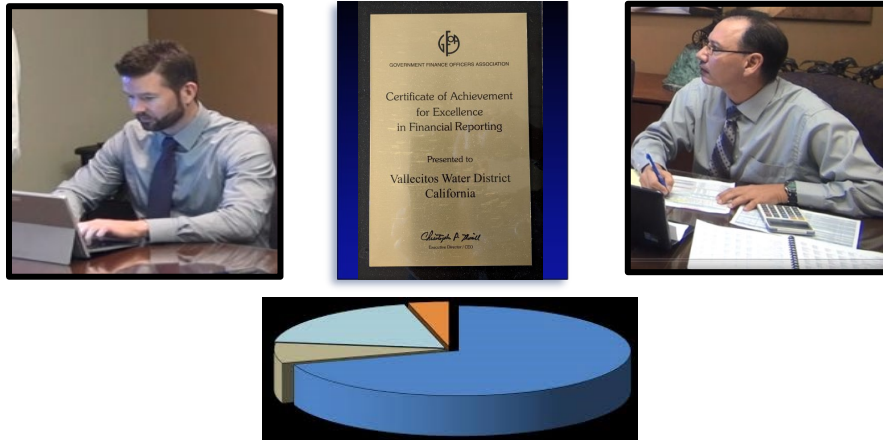 GFOA
GOVERNMENT FINANCE OFFICERS ASSOCIATION
Certificate of Achievement
for Excellence
in Financial Reporting
Presented to
Vallecitos Water District
California
Executive Director / CEO